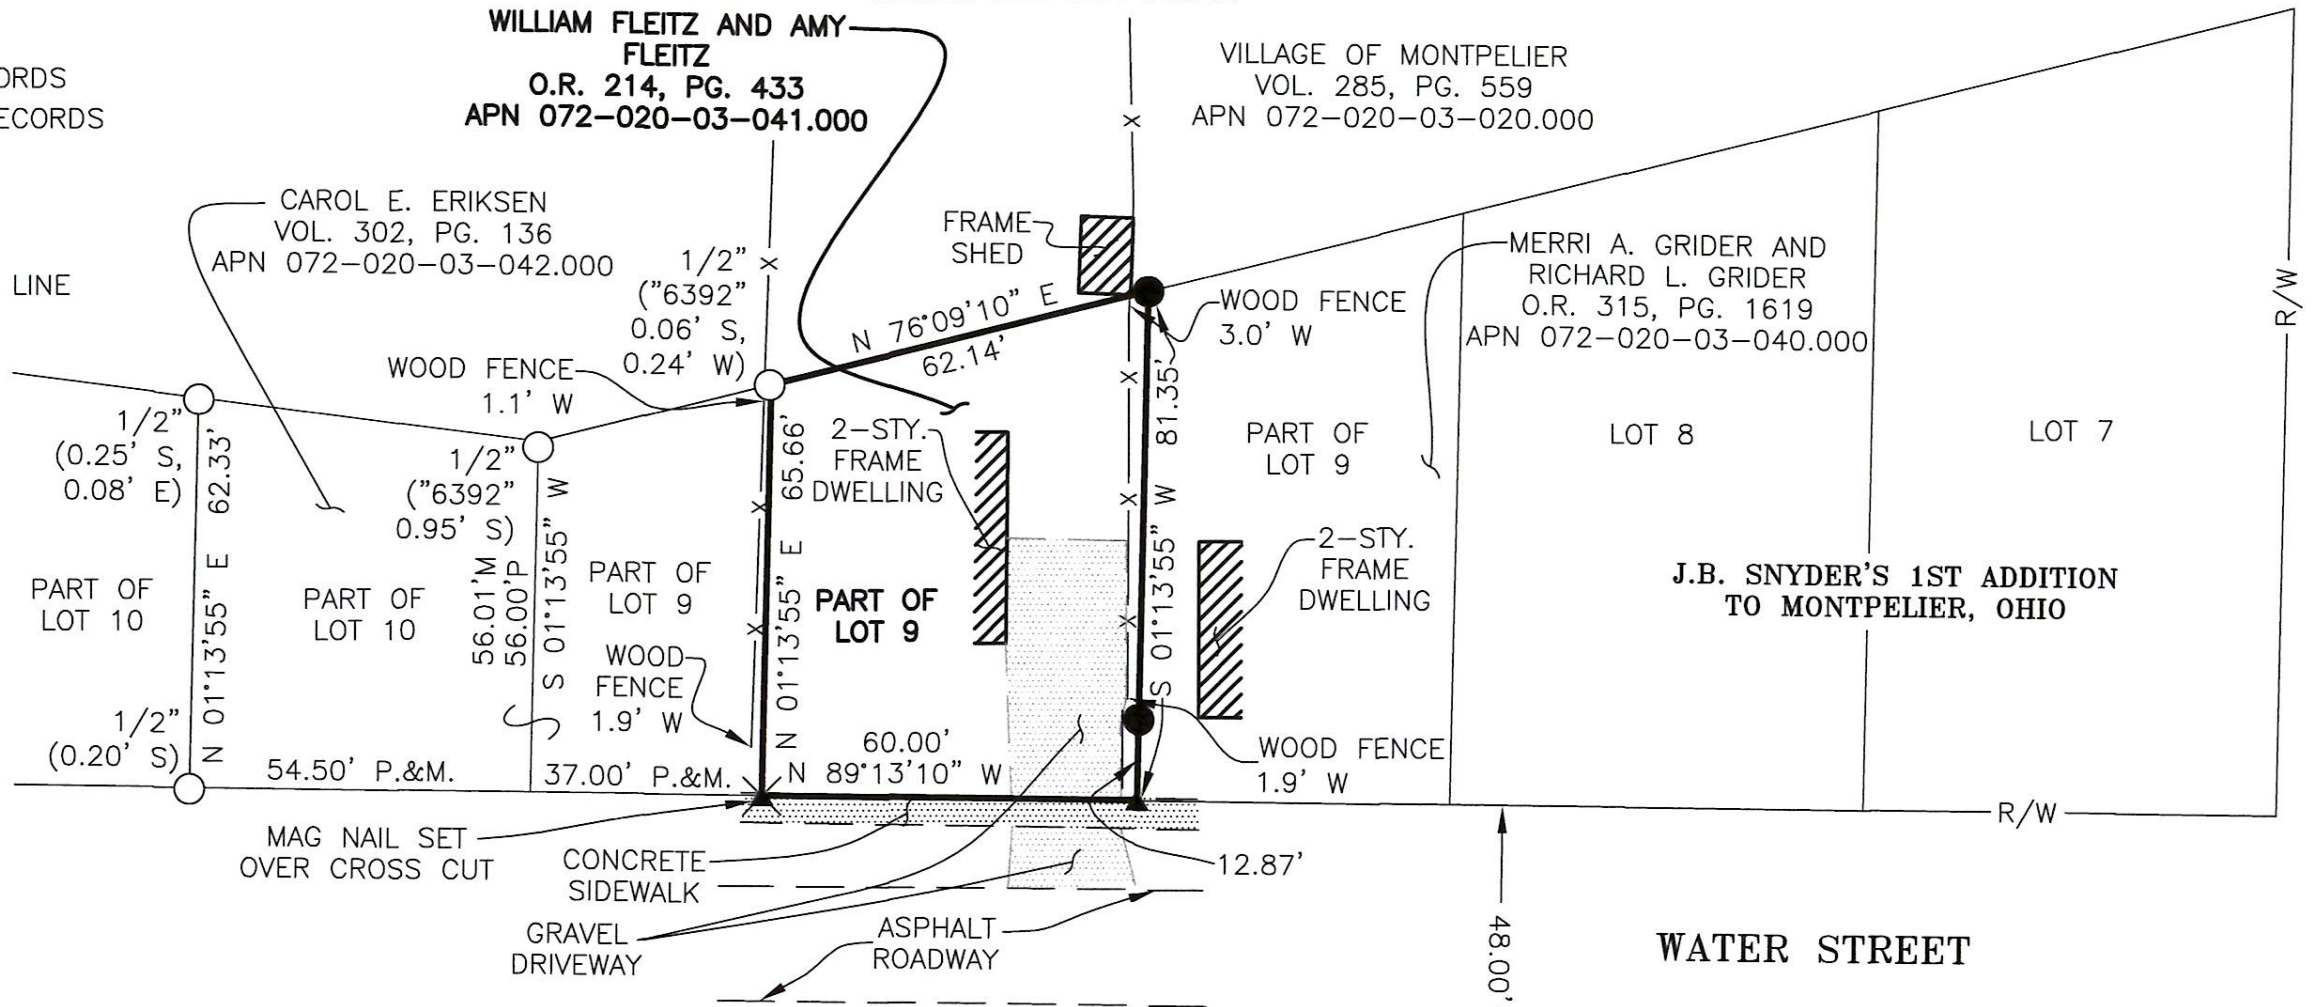 WILLIAM FLEITZ AND AMY
FLEITZ
O.R. 214, PG. 433
APN 072-020-03-041.000
VILLAGE OF MONTPELIER
VOL. 285, PG. 559
APN 072-020-03-020.000
ORDS
ECORDS
LINE
CAROL E. ERIKSEN
VOL. 302, PG. 136
APN 072-020-03-042.000
1/2"
("6392"
0.06' S,
0.24' W)
X
X
FRAME
SHED
MERRI A. GRIDER AND
RICHARD L. GRIDER
O.R. 315, PG. 1619
APN 072-020-03-040.000
R/W
WOOD FENCE
3.0' W
N 76°09'10" E
62.14'
WOOD FENCE
1.1' W
1/2"
(0.25' S,
0.08' E)
N 01°13'55" E 62.33'
1/2"
("6392"
0.95' S)
56.01'M
56.00'P
S 01°13'55" W
X
X
N 01°13'55" E 65.66'
2-STY.
FRAME
DWELLING
X
X
X
S 01°13'55" W 81.35'
PART OF
LOT 9
LOT 8
LOT 7
PART OF
LOT 10
PART OF
LOT 10
PART OF
LOT 9
PART OF
LOT 9
2-STY.
FRAME
DWELLING
J.B. SNYDER'S 1ST ADDITION
TO MONTPELIER, OHIO
WOOD
FENCE
1.9' W
1/2"
(0.20' S)
54.50' P.&M.
37.00' P.&M.
60.00'
N 89°13'10" W
WOOD FENCE
1.9' W
R/W
MAG NAIL SET
OVER CROSS CUT
CONCRETE
SIDEWALK
12.87'
GRAVEL
DRIVEWAY
ASPHALT
ROADWAY
48.00'
WATER STREET